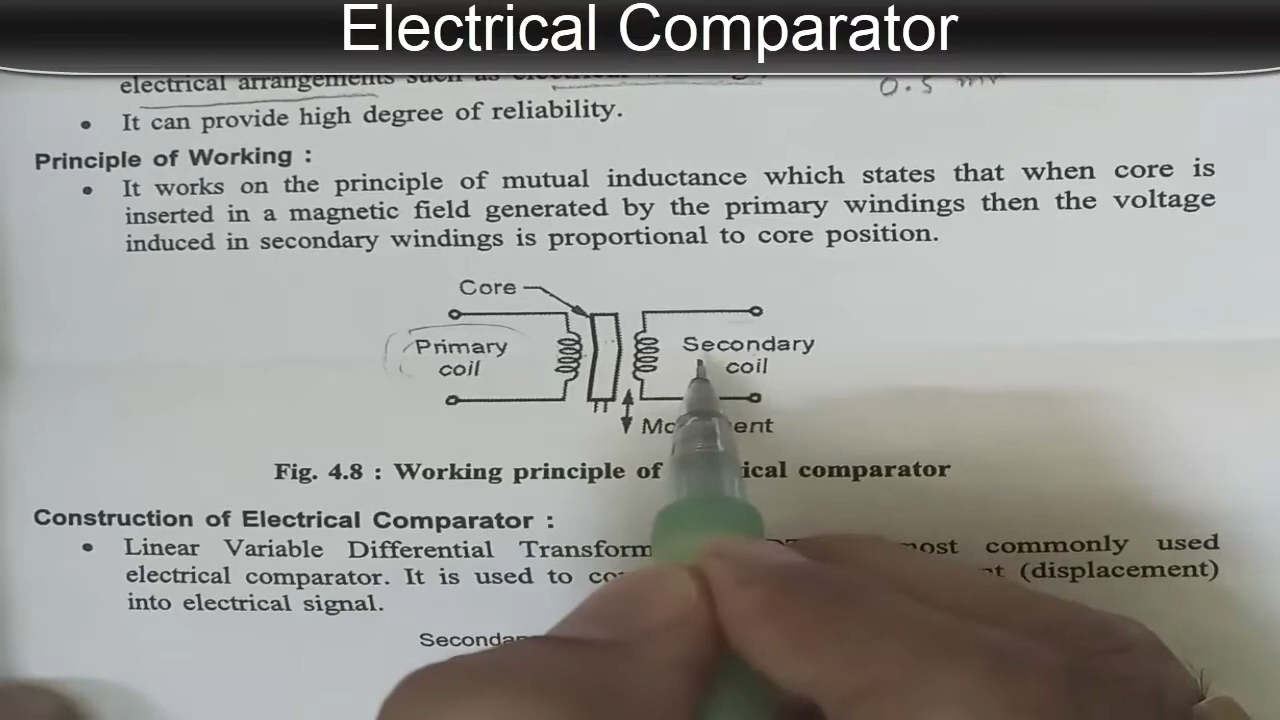 Electrical Comparator
electrical arrangements such as
0.5 mv
• It can provide high degree of reliability.
Principle of Working :
• It works on the principle of mutual inductance which states that when core is
inserted in a magnetic field generated by the primary windings then the voltage
induced in secondary windings is proportional to core position.
Core
Primary
coil
Secondary
coil
Fig. 4.8 : Working principle of comparator
Construction of Electrical Comparator :
• Linear Variable Differential most commonly used
electrical comparator. It is used to (displacement)
into electrical signal.